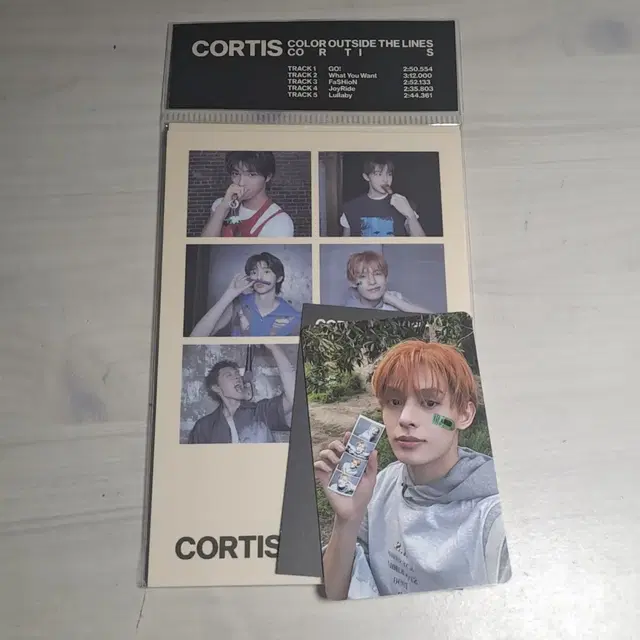 CORTIS COLOR OUTSIDE THE LINES
CORTIS
TRACK 1 GO! 2:50.554
TRACK 2 What You Want 3:12.000
TRACK 3 FaSHioN 2:52.133
TRACK 4 JoyRide 2:35.803
TRACK 5 Lullaby 2:44.361
CORTIS